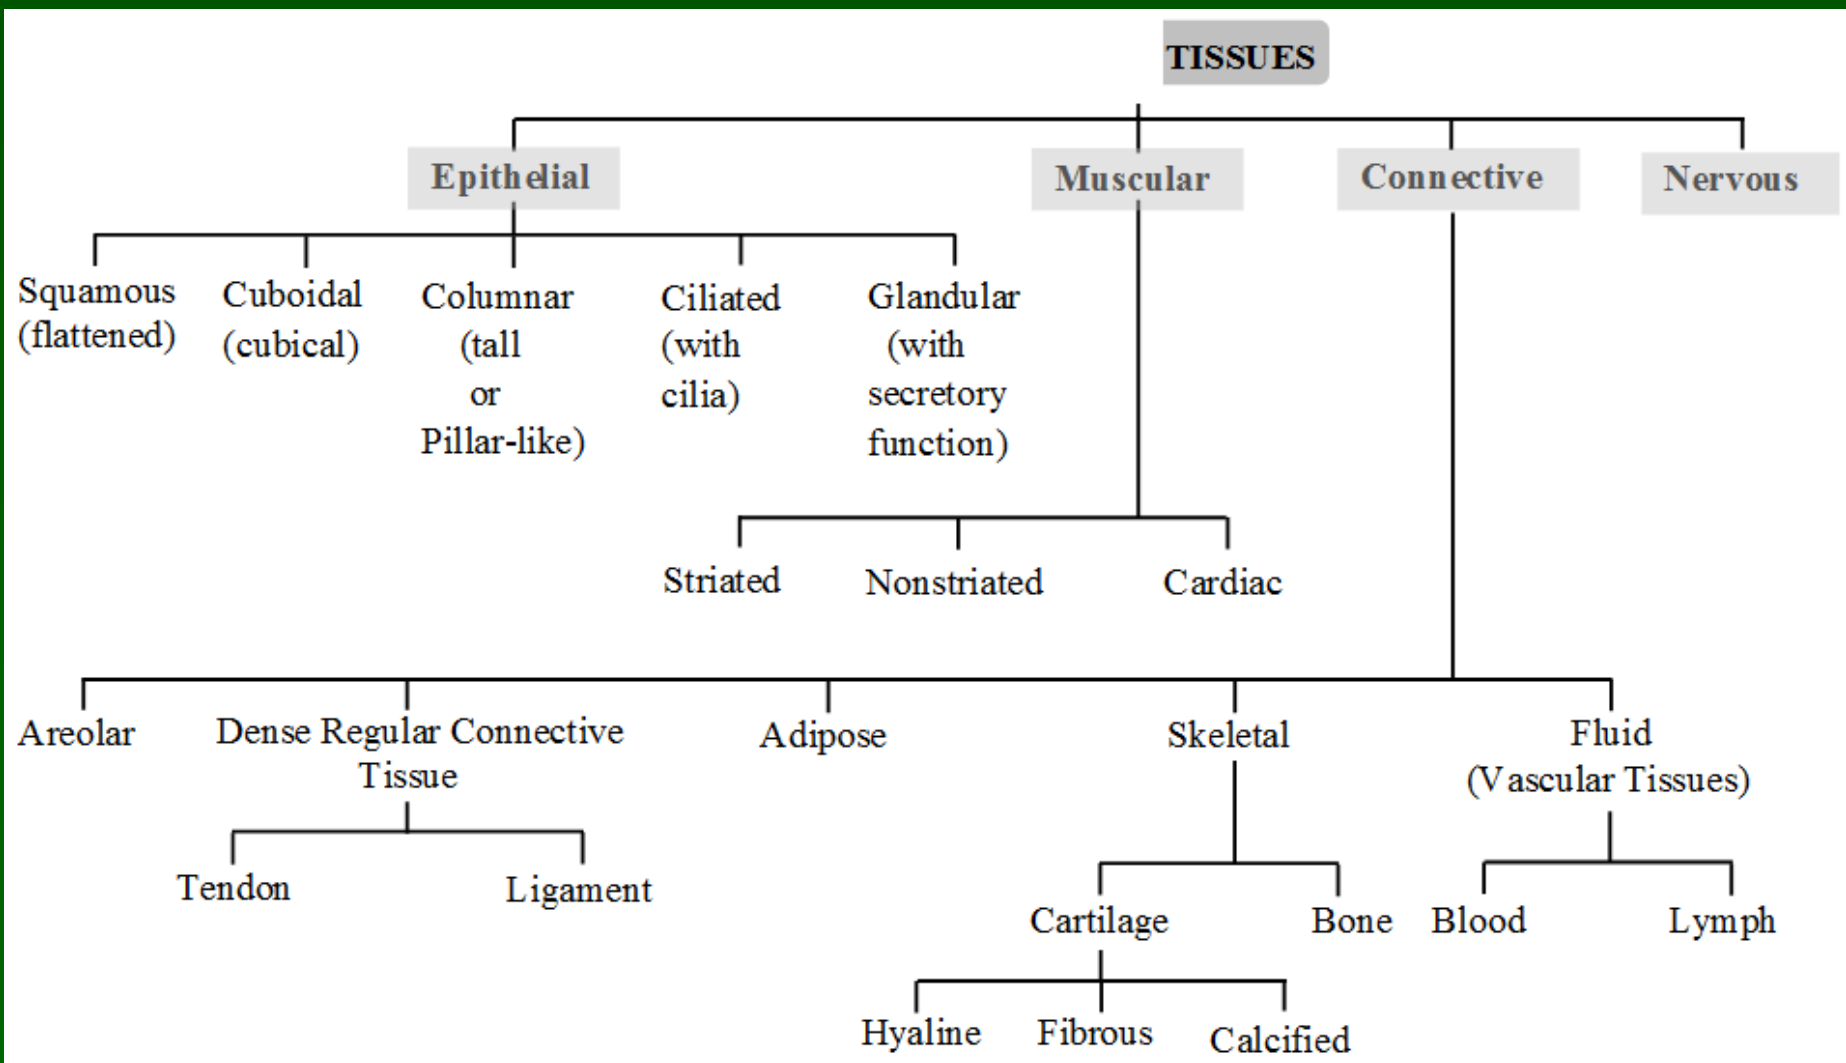 TISSUES
Epithelial
Muscular
Connective
Nervous
Squamous
(flattened)
Cuboidal
(cubical)
Columnar
(tall
or
Pillar-like)
Ciliated
(with
cilia)
Glandular
(with
secretory
function)
Striated
Nonstriated
Cardiac
Areolar
Dense Regular Connective
Tissue
Adipose
Skeletal
Fluid
(Vascular Tissues)
Tendon
Ligament
Cartilage
Bone
Blood
Lymph
Hyaline
Fibrous
Calcified